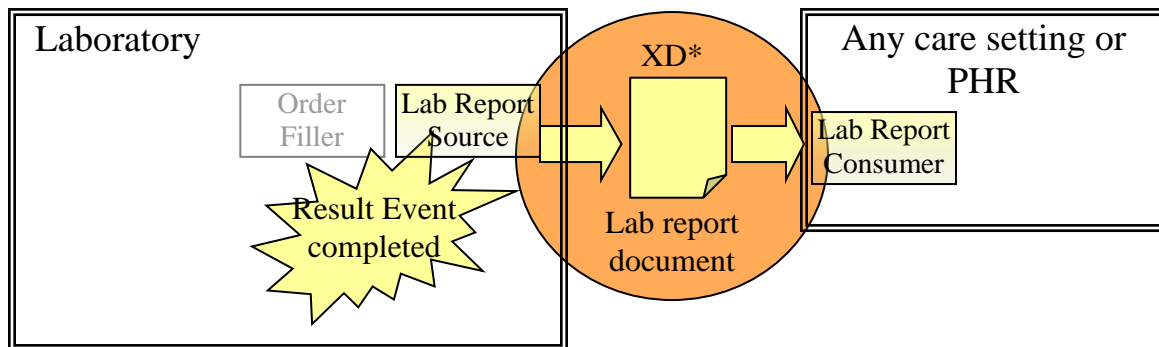 Laboratory
Order
Filler
Lab Report
Source
Result Event
completed
XD*
Lab report
document
Any care setting or
PHR
Lab Report
Consumer